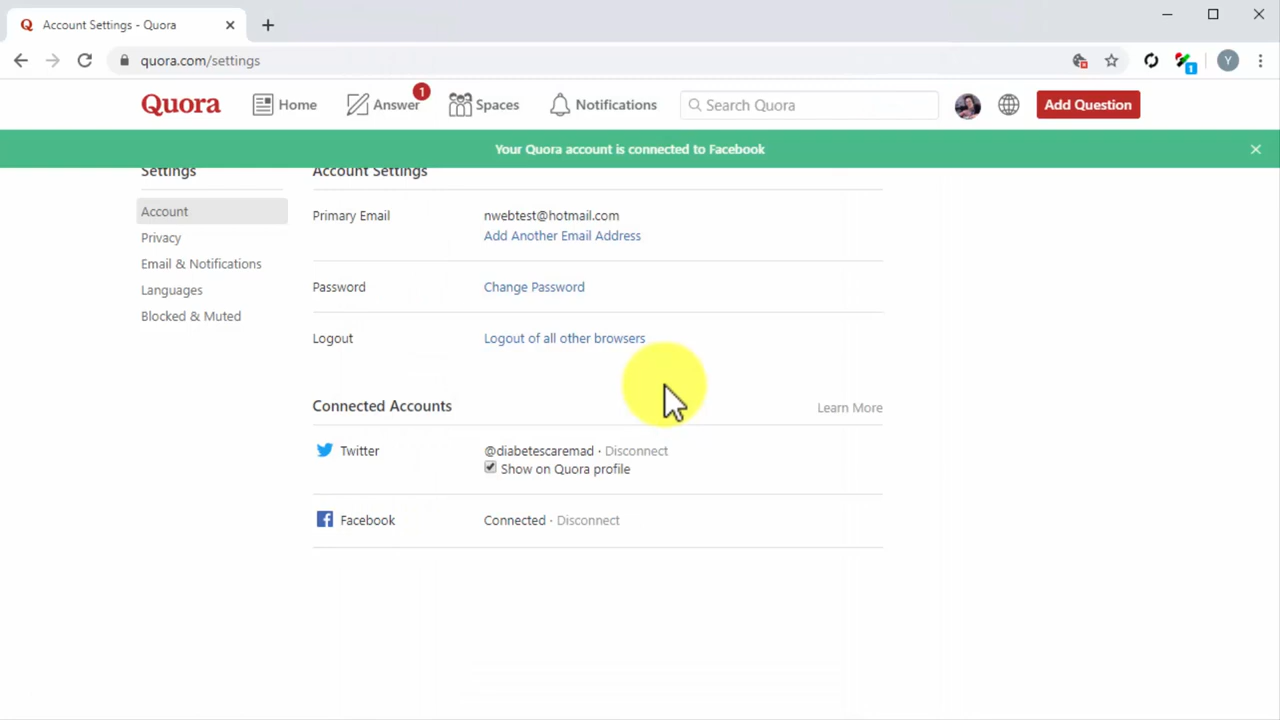 Account Settings - Quora
quora.com/settings
1
Y
Quora Home Answer 1 Spaces Notifications Search Quora Add Question
Your Quora account is connected to Facebook
Settings
Account
Privacy
Email & Notifications
Languages
Blocked & Muted
Account Settings
Primary Email nwebtest@hotmail.com
Add Another Email Address
Password Change Password
Logout Logout of all other browsers
Connected Accounts Learn More
Twitter @diabetescaremad · Disconnect
Show on Quora profile
Facebook Connected · Disconnect